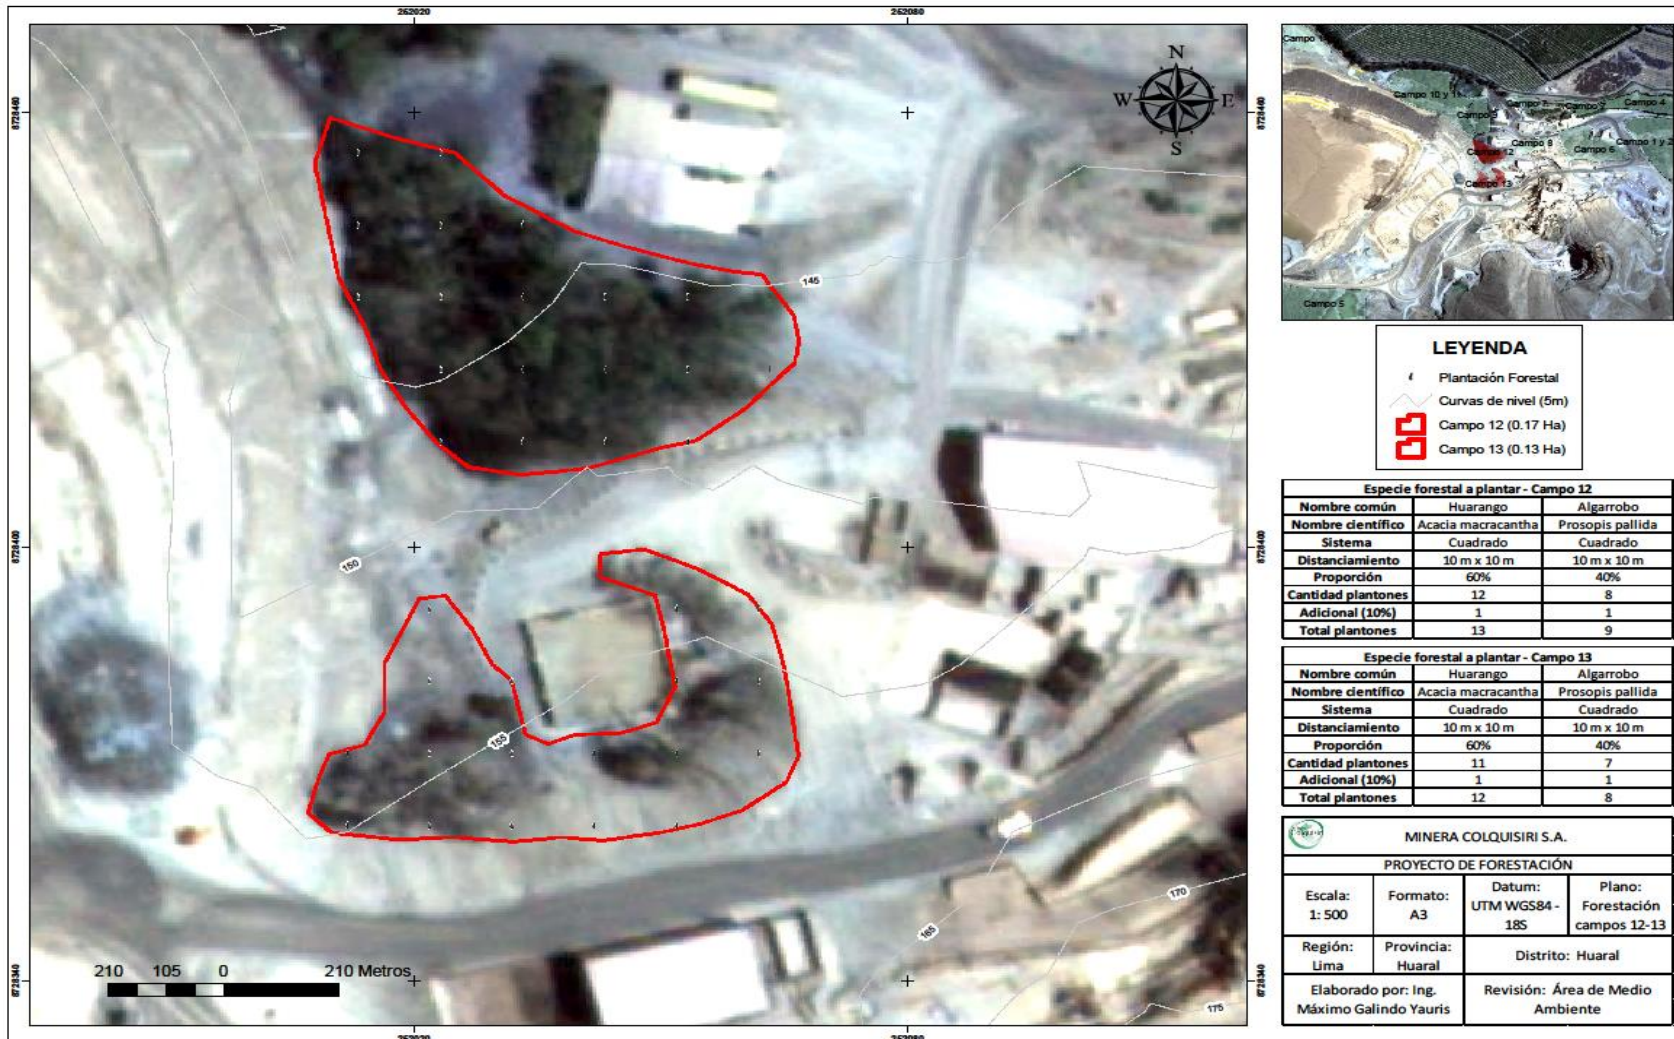 252020
252080
8728460
8728460
N
W
E
S
145
150
8728400
8728400
155
170
165
175
210 105 0 210 Metros
8728340
8728340
252020
252080
Campo 10 y 11
Campo 4
Campo 6
Campo 1 y 2
Campo 8
Campo 12
Campo 13
Campo 5
LEYENDA
Plantación Forestal
Curvas de nivel (5m)
Campo 12 (0.17 Ha)
Campo 13 (0.13 Ha)
Especie forestal a plantar - Campo 12
Nombre común Huarango Algarrobo
Nombre científico Acacia macracantha Prosopis pallida
Sistema Cuadrado Cuadrado
Distanciamiento 10 m x 10 m 10 m x 10 m
Proporción 60% 40%
Cantidad plantones 12 8
Adicional (10%) 1 1
Total plantones 13 9
Especie forestal a plantar - Campo 13
Nombre común Huarango Algarrobo
Nombre científico Acacia macracantha Prosopis pallida
Sistema Cuadrado Cuadrado
Distanciamiento 10 m x 10 m 10 m x 10 m
Proporción 60% 40%
Cantidad plantones 11 7
Adicional (10%) 1 1
Total plantones 12 8
MINERA COLQUISIRI S.A.
PROYECTO DE FORESTACIÓN
Escala:
1: 500
Formato:
A3
Datum:
UTM WGS84 -
18S
Plano:
Forestación
campos 12-13
Región:
Lima
Provincia:
Huaral
Distrito: Huaral
Elaborado por: Ing.
Máximo Galindo Yauris
Revisión: Área de Medio
Ambiente